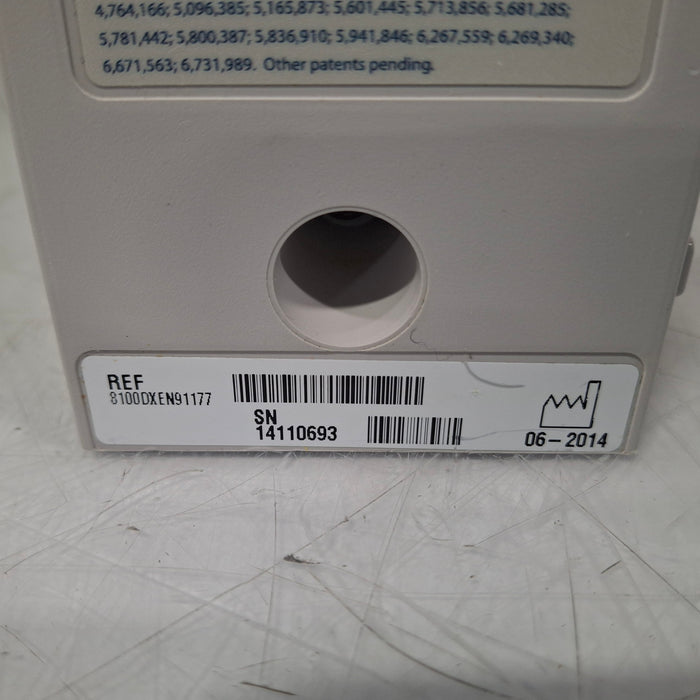 4,764,166; 5,096,385; 5,165,873; 5,601,445; 5,713,856; 5,681,285;
5,781,442; 5,800,387; 5,836,910; 5,941,846; 6,267,559; 6,269,340;
6,671,563; 6,731,989. Other patents pending.
REF
8100DXEN91177
SN
14110693
06-2014